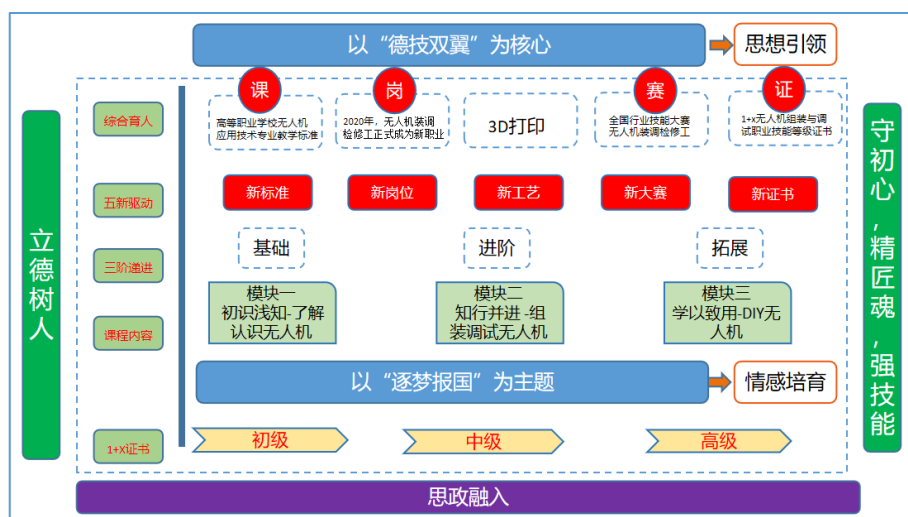 以“德技双翼”为核心
思想引领
立德树人
守初心,精匠魂,强技能
综合育人
课
高等职业学校无人机
应用技术专业教学标准
岗
2020年，无人机装调
检修工正式成为新职业
3D打印
赛
全国行业技能大赛
无人机装调检修工
证
1+x无人机组装与调
试职业技能等级证书
五新驱动
新标准
新岗位
新工艺
新大赛
新证书
三阶递进
基础
进阶
拓展
课程内容
模块一
初识浅知-了解
认识无人机
模块二
知行并进 -组
装调试无人机
模块三
学以致用-DIY无
人机
以“逐梦报国”为主题
情感培育
1+X证书
初级
中级
高级
思政融入